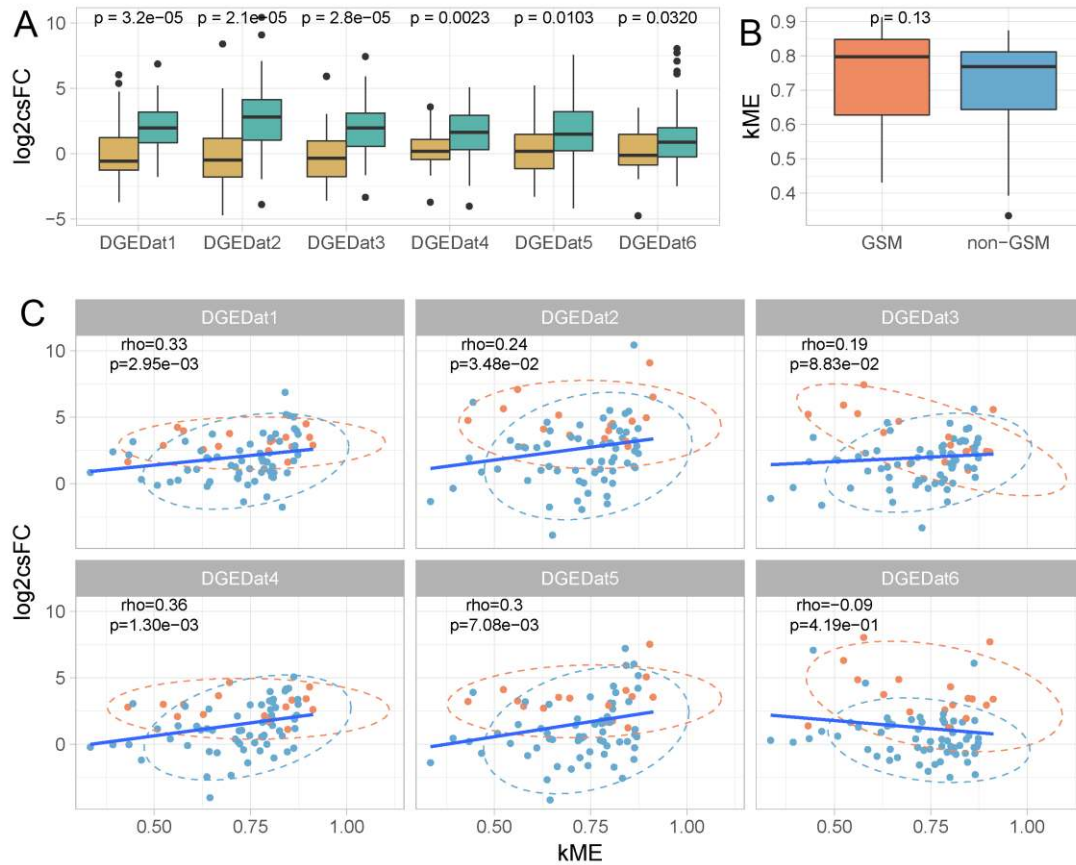 A
p = 3.2e−05 p = 2.1e−05 p = 2.8e−05 p = 0.0023 p = 0.0103 p = 0.0320
log2csFC
10
5
0
−5
DGEDat1 DGEDat2 DGEDat3 DGEDat4 DGEDat5 DGEDat6
B
p = 0.13
kME
0.9
0.8
0.7
0.6
0.5
0.4
GSM non-GSM
C
DGEDat1 DGEDat2 DGEDat3
rho=0.33 rho=0.24 rho=0.19
p=2.95e−03 p=3.48e−02 p=8.83e−02
10
5
0
log2csFC
DGEDat4 DGEDat5 DGEDat6
rho=0.36 rho=0.3 rho=−0.09
p=1.30e−03 p=7.08e−03 p=4.19e−01
10
5
0
0.50 0.75 1.00 0.50 0.75 1.00 0.50 0.75 1.00
kME